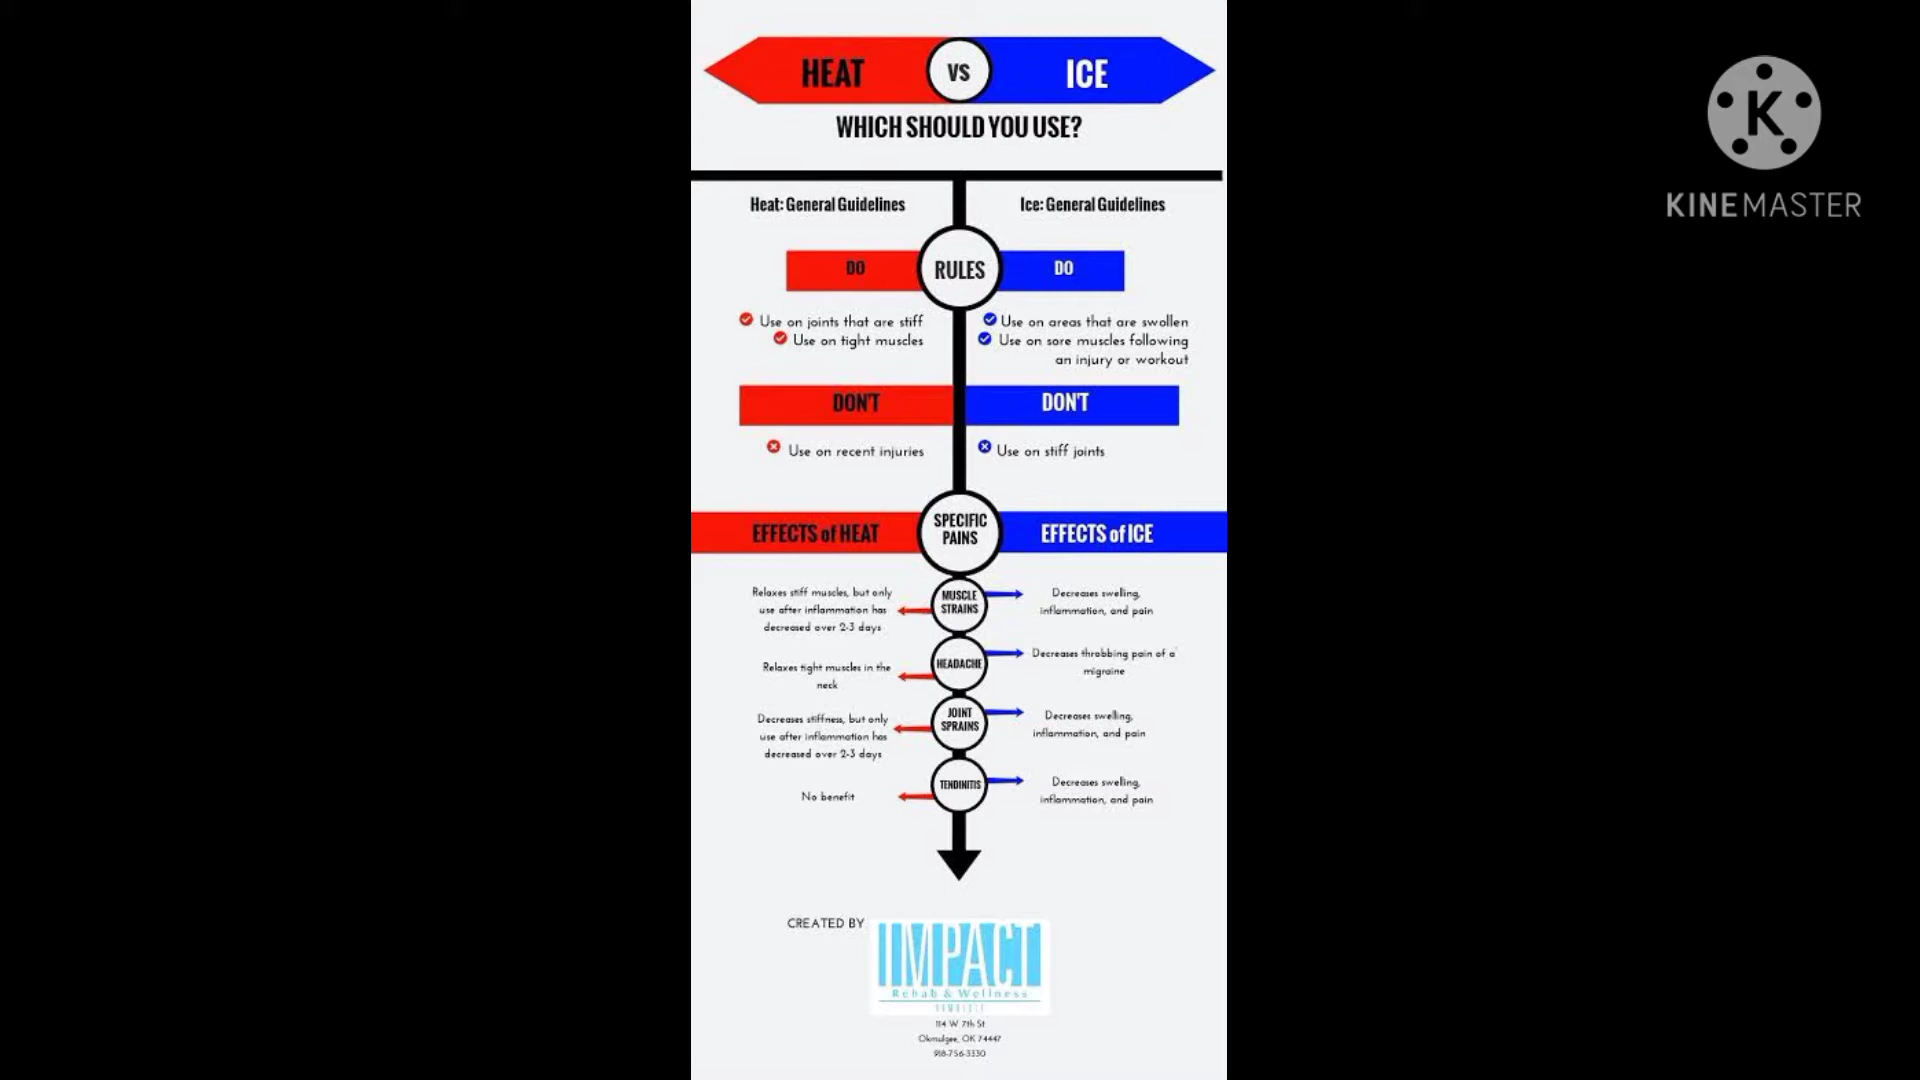 HEAT VS ICE
WHICH SHOULD YOU USE?
Heat: General Guidelines
Ice: General Guidelines
DO
RULES
DO
Use on joints that are stiff
Use on tight muscles
Use on areas that are swollen
Use on sore muscles following
an injury or workout
DON'T
DON'T
Use on recent injuries
Use on stiff joints
EFFECTS of HEAT
SPECIFIC
PAINS
EFFECTS of ICE
Relaxes stiff muscles, but only
use after inflammation has
decreased over 2-3 days
MUSCLE
STRAINS
Decreases swelling,
inflammation, and pain
Relaxes tight muscles in the
neck
HEADACHE
Decreases throbbing pain of a
migraine
Decreases stiffness, but only
use after inflammation has
decreased over 2-3 days
JOINT
SPRAINS
Decreases swelling,
inflammation, and pain
No benefit
TENDINITIS
Decreases swelling,
inflammation, and pain
CREATED BY
IMPACT
Rehab & Wellness
114 W 7th St
Okmulgee, OK 74447
918-756-3330
K
KINEMASTER